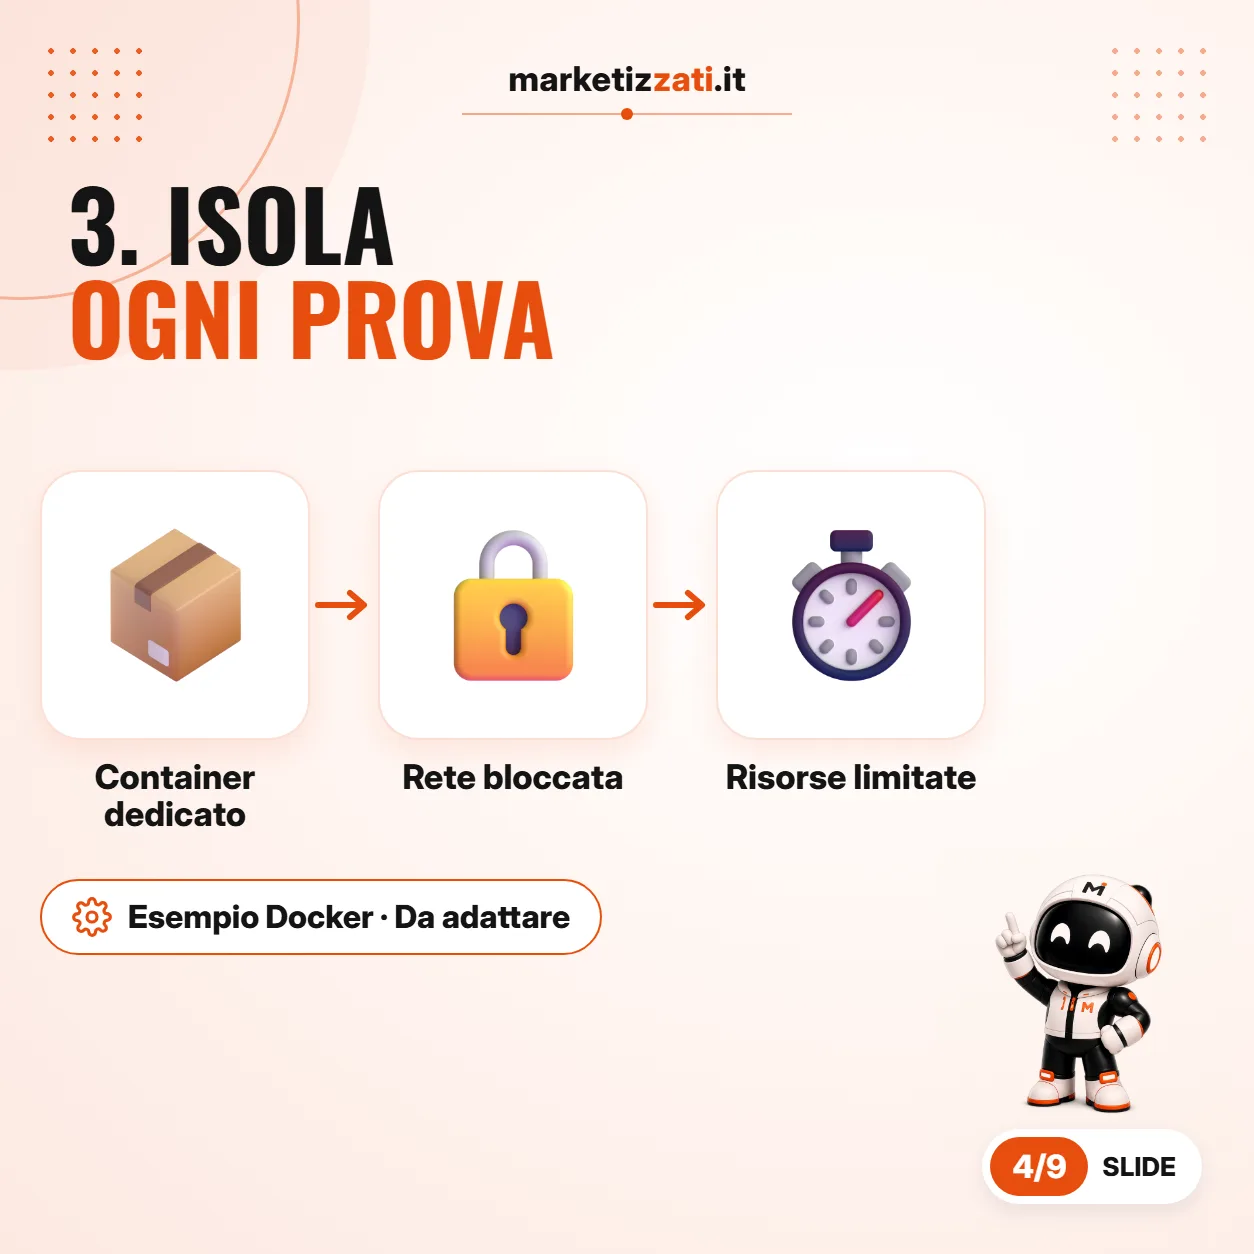 marketizzati.it
3. ISOLA
OGNI PROVA
Container
dedicato
Rete bloccata
Risorse limitate
Esempio Docker · Da adattare
M
M
4/9 SLIDE